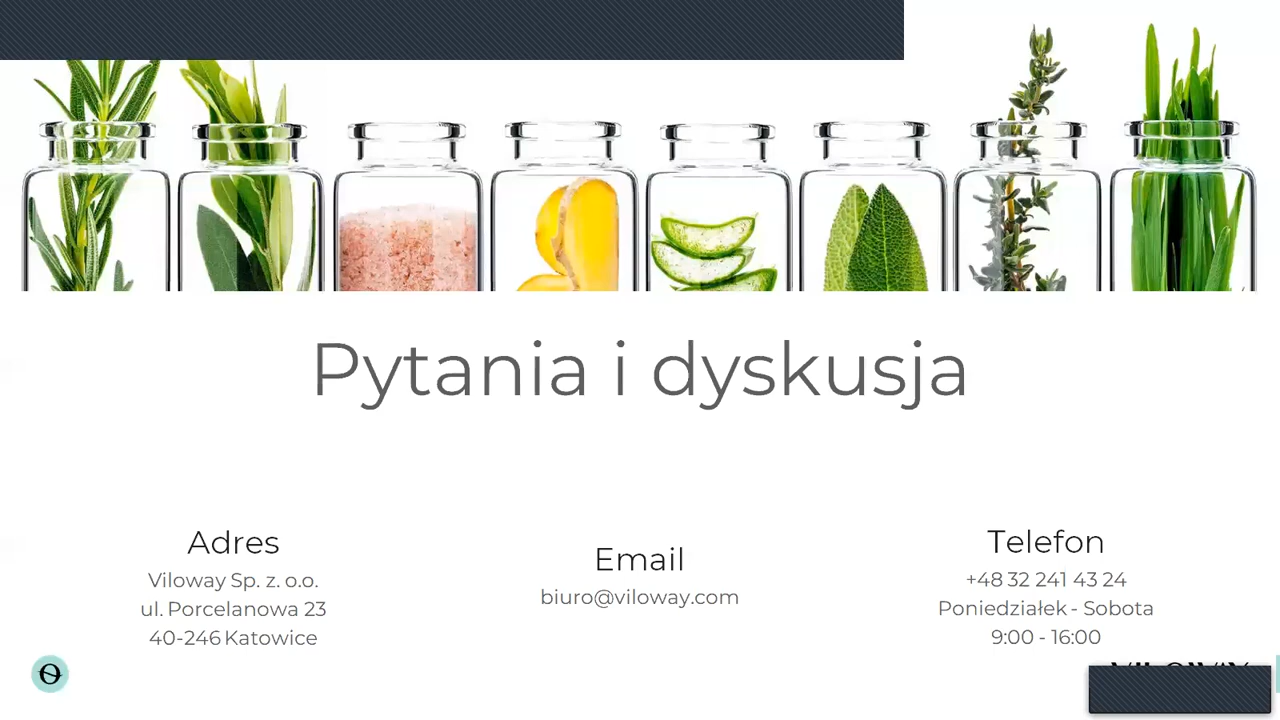 Pytania i dyskusja
Adres
Viloway Sp. z. o.o.
ul. Porcelanowa 23
40-246 Katowice
Email
biuro@viloway.com
Telefon
+48 32 241 43 24
Poniedziałek - Sobota
9:00 - 16:00